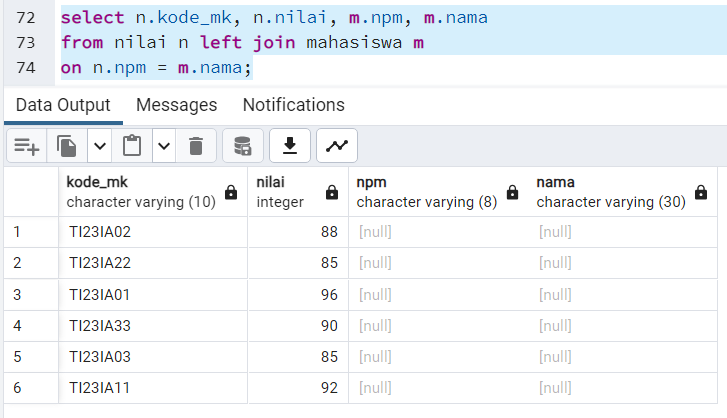 72 select n.kode_mk, n.nilai, m.npm, m.nama
73 from nilai n left join mahasiswa m
74 on n.npm = m.nama;
Data Output Messages Notifications
kode_mk nilai npm nama
character varying (10) integer character varying (8) character varying (30)
1 TI23IA02 88 [null] [null]
2 TI23IA22 85 [null] [null]
3 TI23IA01 96 [null] [null]
4 TI23IA33 90 [null] [null]
5 TI23IA03 85 [null] [null]
6 TI23IA11 92 [null] [null]